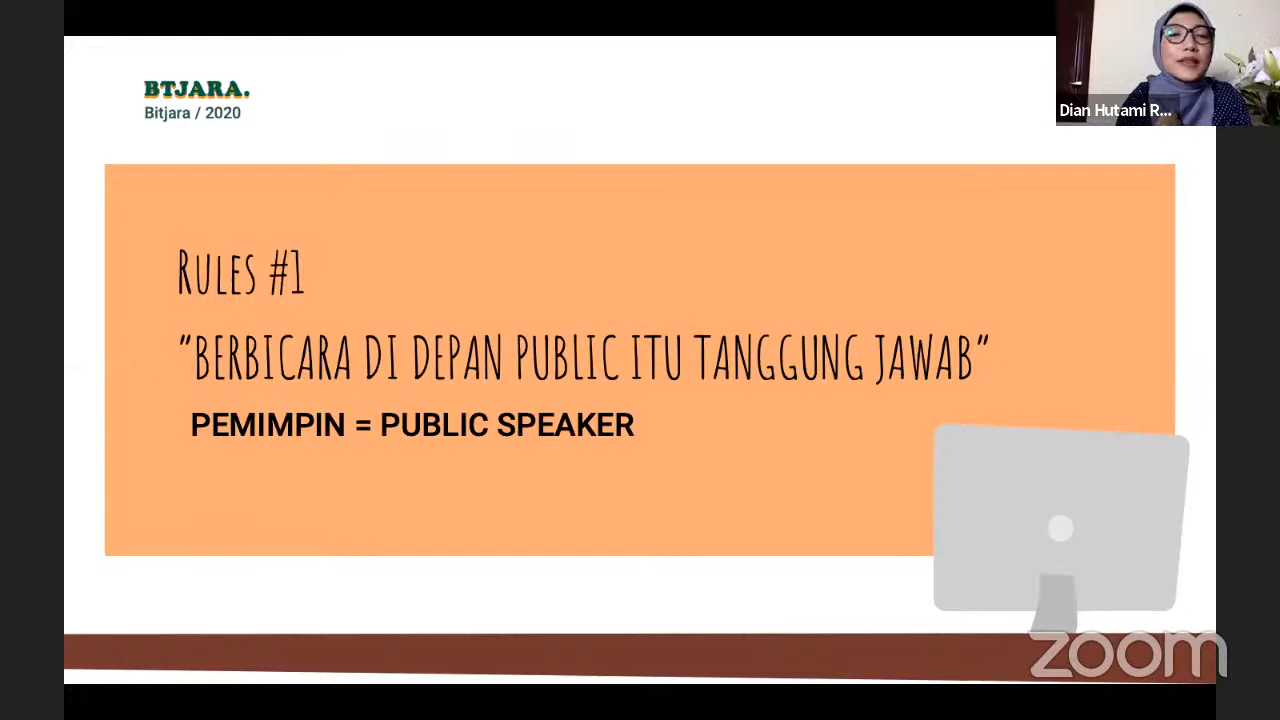 BTJARA.
Bitjara / 2020
Dian Hutami R...
RULES #1
"BERBICARA DI DEPAN PUBLIC ITU TANGGUNG JAWAB"
PEMIMPIN = PUBLIC SPEAKER
zoom